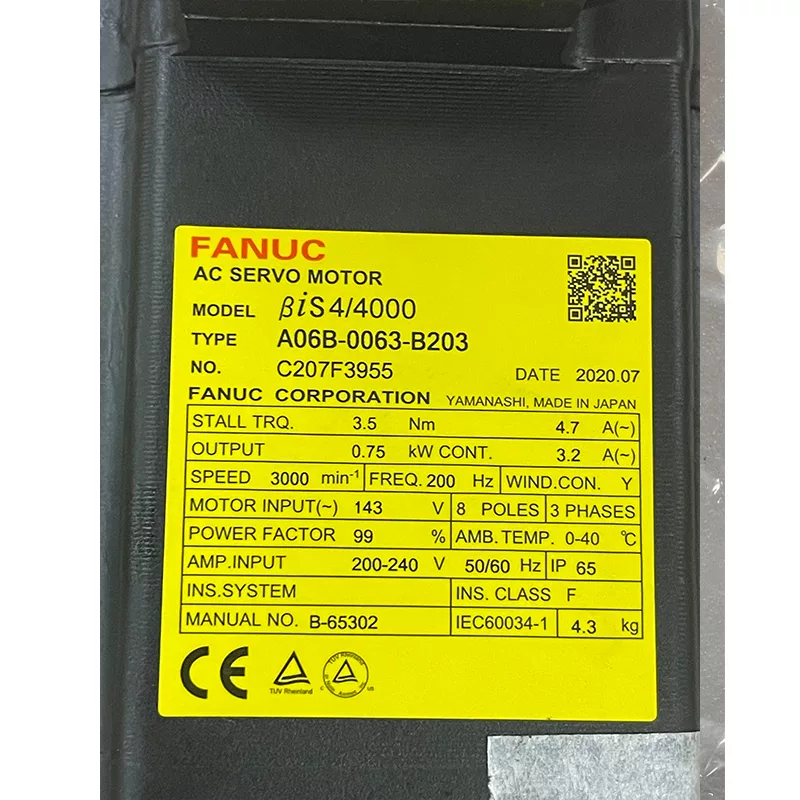 FANUC
AC SERVO MOTOR
MODEL βiS4/4000
TYPE A06B-0063-B203
NO. C207F3955 DATE 2020.07
FANUC CORPORATION YAMANASHI, MADE IN JAPAN
STALL TRQ. 3.5 Nm 4.7 A(~)
OUTPUT 0.75 kW CONT. 3.2 A(~)
SPEED 3000 min⁻¹ FREQ. 200 Hz WIND.CON. Y
MOTOR INPUT(~) 143 V 8 POLES 3 PHASES
POWER FACTOR 99 % AMB.TEMP. 0-40 ℃
AMP.INPUT 200-240 V 50/60 Hz IP 65
INS.SYSTEM INS. CLASS F
MANUAL NO. B-65302 IEC60034-1 4.3 kg
CE TÜV Rheinland c us